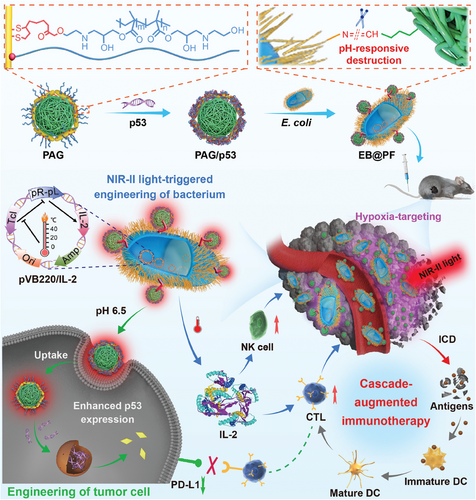 N=CH
pH-responsive
destruction
PAG
p53
PAG/p53
E. coli
EB@PF
NIR-II light-triggered
engineering of bacterium
Hypoxia-targeting
NIR-II light
pR-pL
IL-2
Amp
Ori
TcI
pVB220/IL-2
pH 6.5
Uptake
Enhanced p53
expression
NK cell
IL-2
CTL
ICD
Antigens
Cascade-
augmented
immunotherapy
Immature DC
Mature DC
PD-L1
Engineering of tumor cell